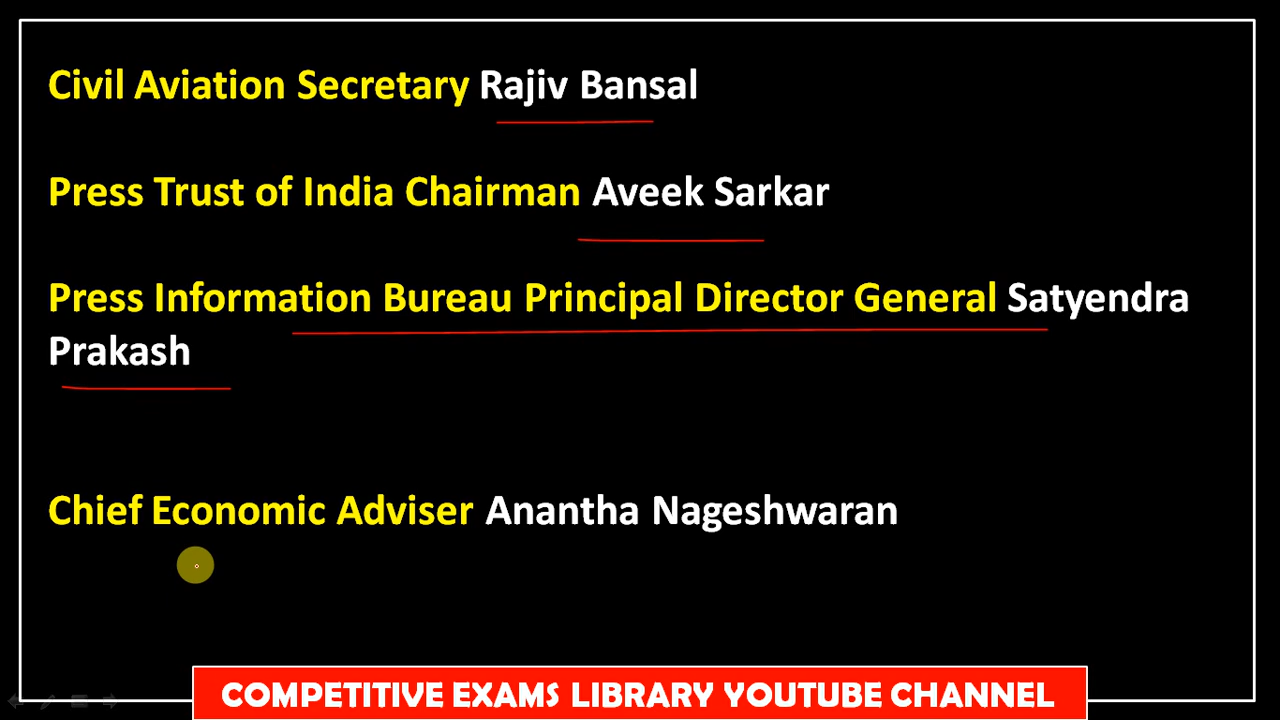 Civil Aviation Secretary Rajiv Bansal
Press Trust of India Chairman Aveek Sarkar
Press Information Bureau Principal Director General Satyendra
Prakash
Chief Economic Adviser Anantha Nageshwaran
COMPETITIVE EXAMS LIBRARY YOUTUBE CHANNEL